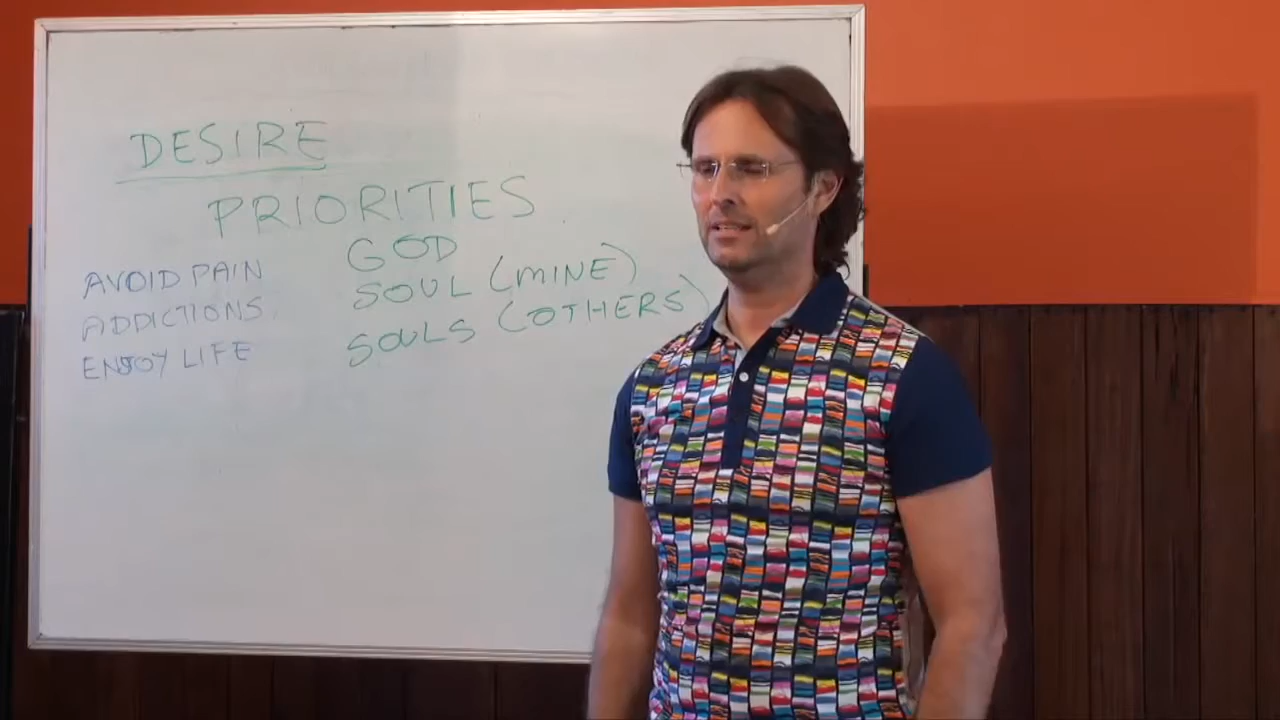 DESIRE
PRIORITIES
GOD
SOUL (MINE)
SOULS (OTHERS)
AVOID PAIN
ADDICTIONS
ENJOY LIFE